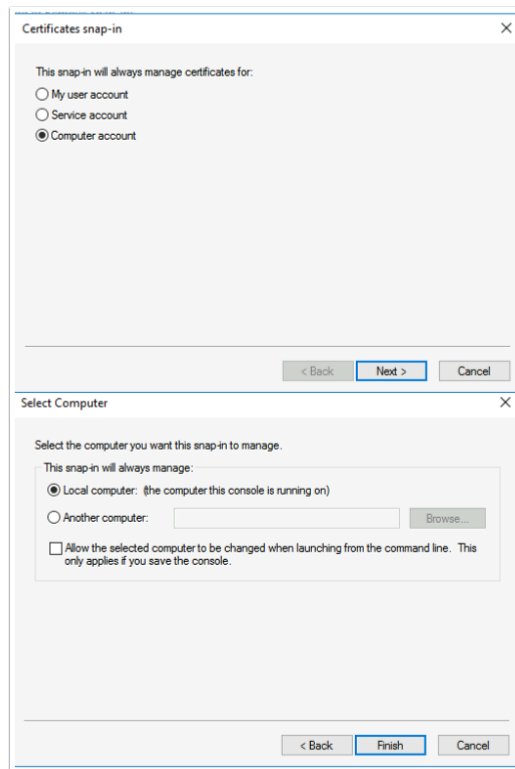 Certificates snap-in
This snap-in will always manage certificates for:
My user account
Service account
Computer account
< Back Next > Cancel
Select Computer
Select the computer you want this snap-in to manage.
This snap-in will always manage:
Local computer: (the computer this console is running on)
Another computer: Browse...
Allow the selected computer to be changed when launching from the command line. This
only applies if you save the console.
< Back Finish Cancel